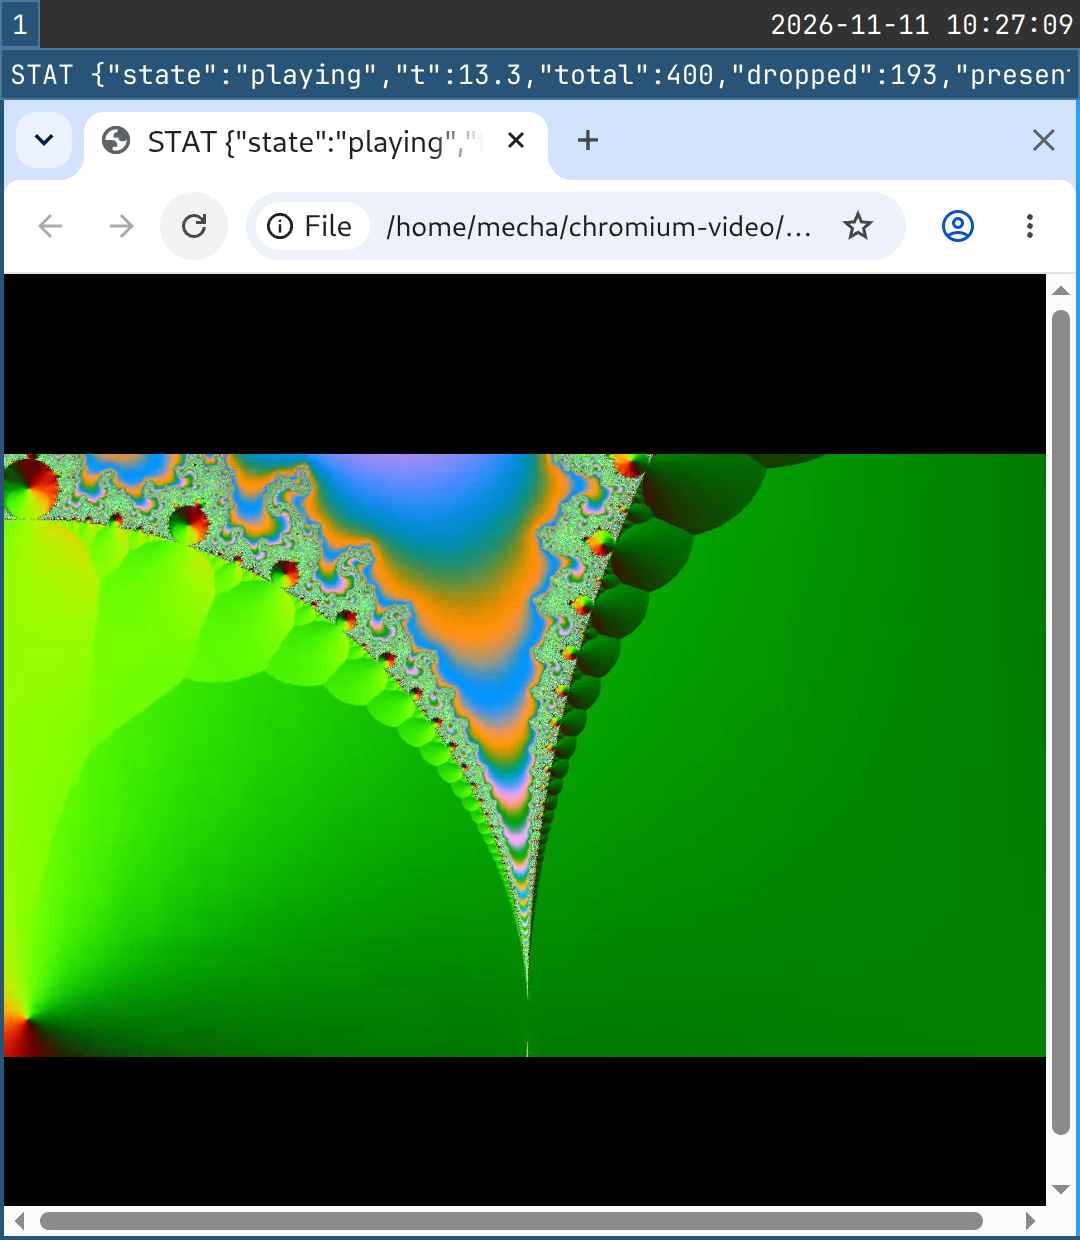 1
2026-11-11 10:27:09
STAT {"state":"playing","t":13.3,"total":400,"dropped":193,"present
STAT {"state":"playing","t
File /home/mecha/chromium-video/...